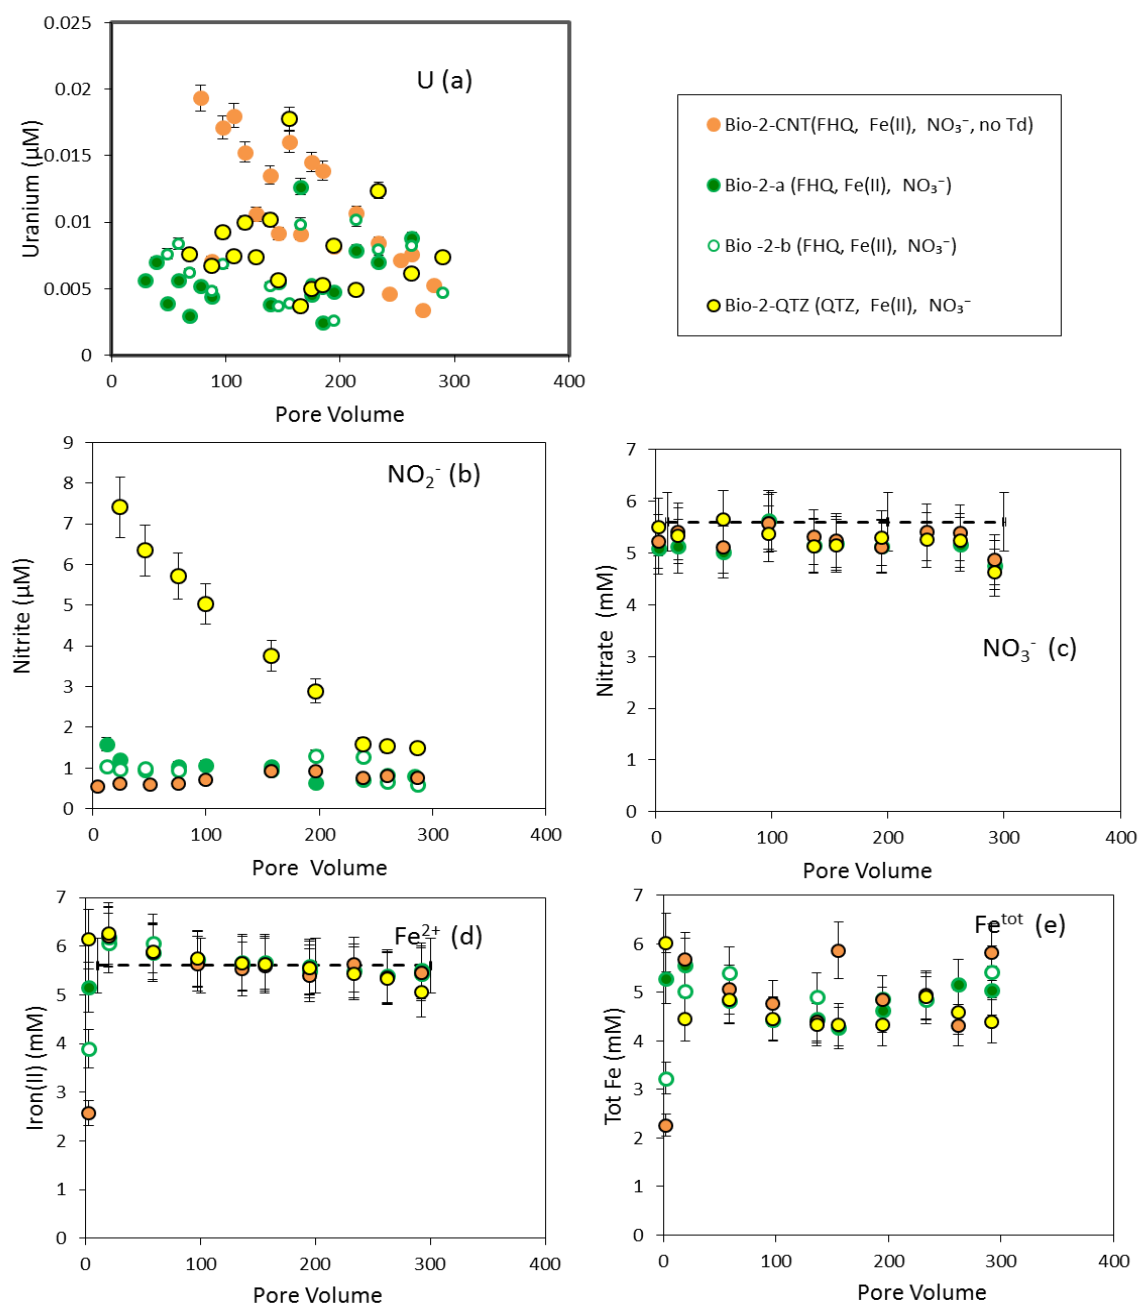 0.025
0.02
0.015
0.01
0.005
0
Uranium (µM)
U (a)
0 100 200 300 400
Pore Volume
Bio-2-CNT(FHQ, Fe(II), NO₃⁻, no Td)
Bio-2-a (FHQ, Fe(II), NO₃⁻)
Bio -2-b (FHQ, Fe(II), NO₃⁻)
Bio-2-QTZ (QTZ, Fe(II), NO₃⁻
9
8
7
6
5
4
3
2
1
0
Nitrite (µM)
NO₂⁻ (b)
0 100 200 300 400
Pore Volume
7
6
5
4
3
2
1
0
Nitrate (mM)
NO₃⁻ (c)
0 100 200 300 400
Pore Volume
7
6
5
4
3
2
1
0
Iron(II) (mM)
Fe²⁺ (d)
0 100 200 300 400
Pore Volume
7
6
5
4
3
2
1
0
Tot Fe (mM)
Feᵗᵒᵗ (e)
0 100 200 300 400
Pore Volume